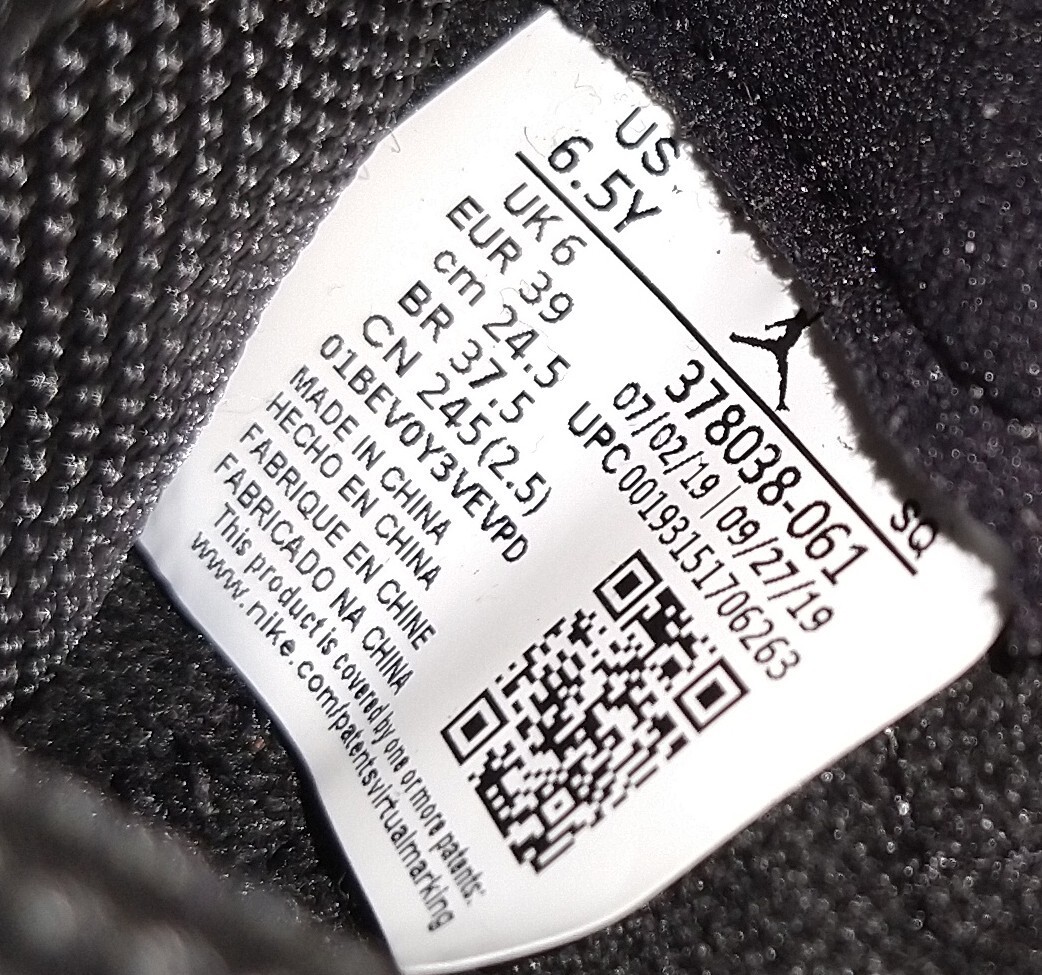 US
6.5Y
SQ
UK 6
EUR 39
cm 24.5
BR 37.5
CN 245(2.5)
01BEV0Y3VEVPD
MADE IN CHINA
HECHO EN CHINA
FABRIQUE EN CHINE
FABRICADO NA CHINA
This product is covered by one or more patents:
www.nike.com/patentsvirtualmarking
378038-061
07/02/19 | 09/27/19
UPC 00193151706263